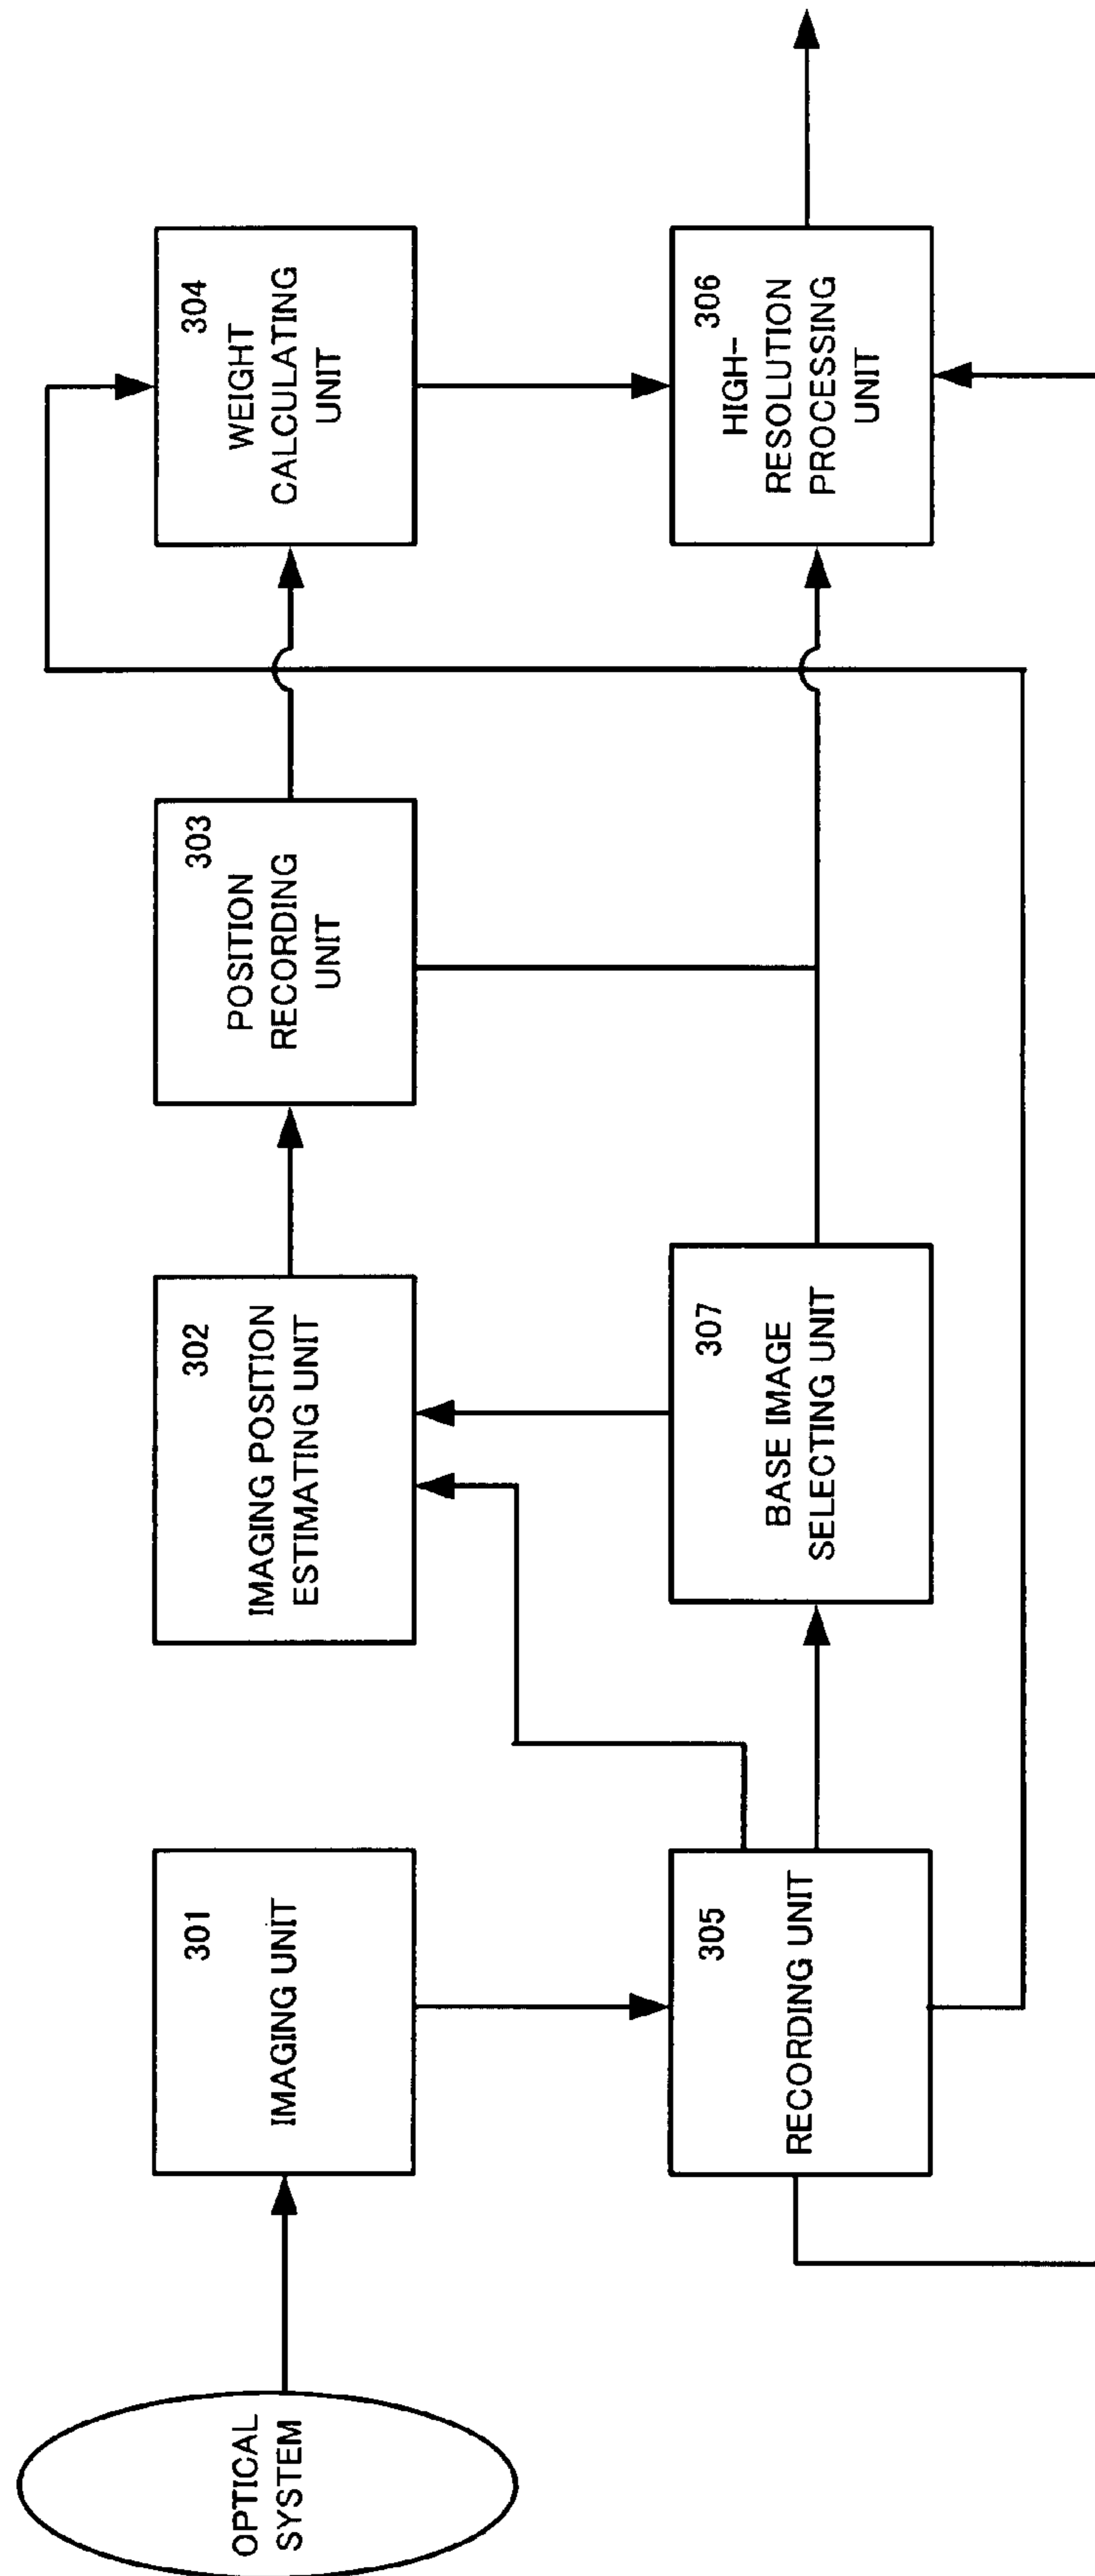 OPTICAL
SYSTEM
301
IMAGING UNIT
302
IMAGING POSITION
ESTIMATING UNIT
303
POSITION
RECORDING
UNIT
304
WEIGHT
CALCULATING
UNIT
305
RECORDING UNIT
307
BASE IMAGE
SELECTING UNIT
306
HIGH-
RESOLUTION
PROCESSING
UNIT